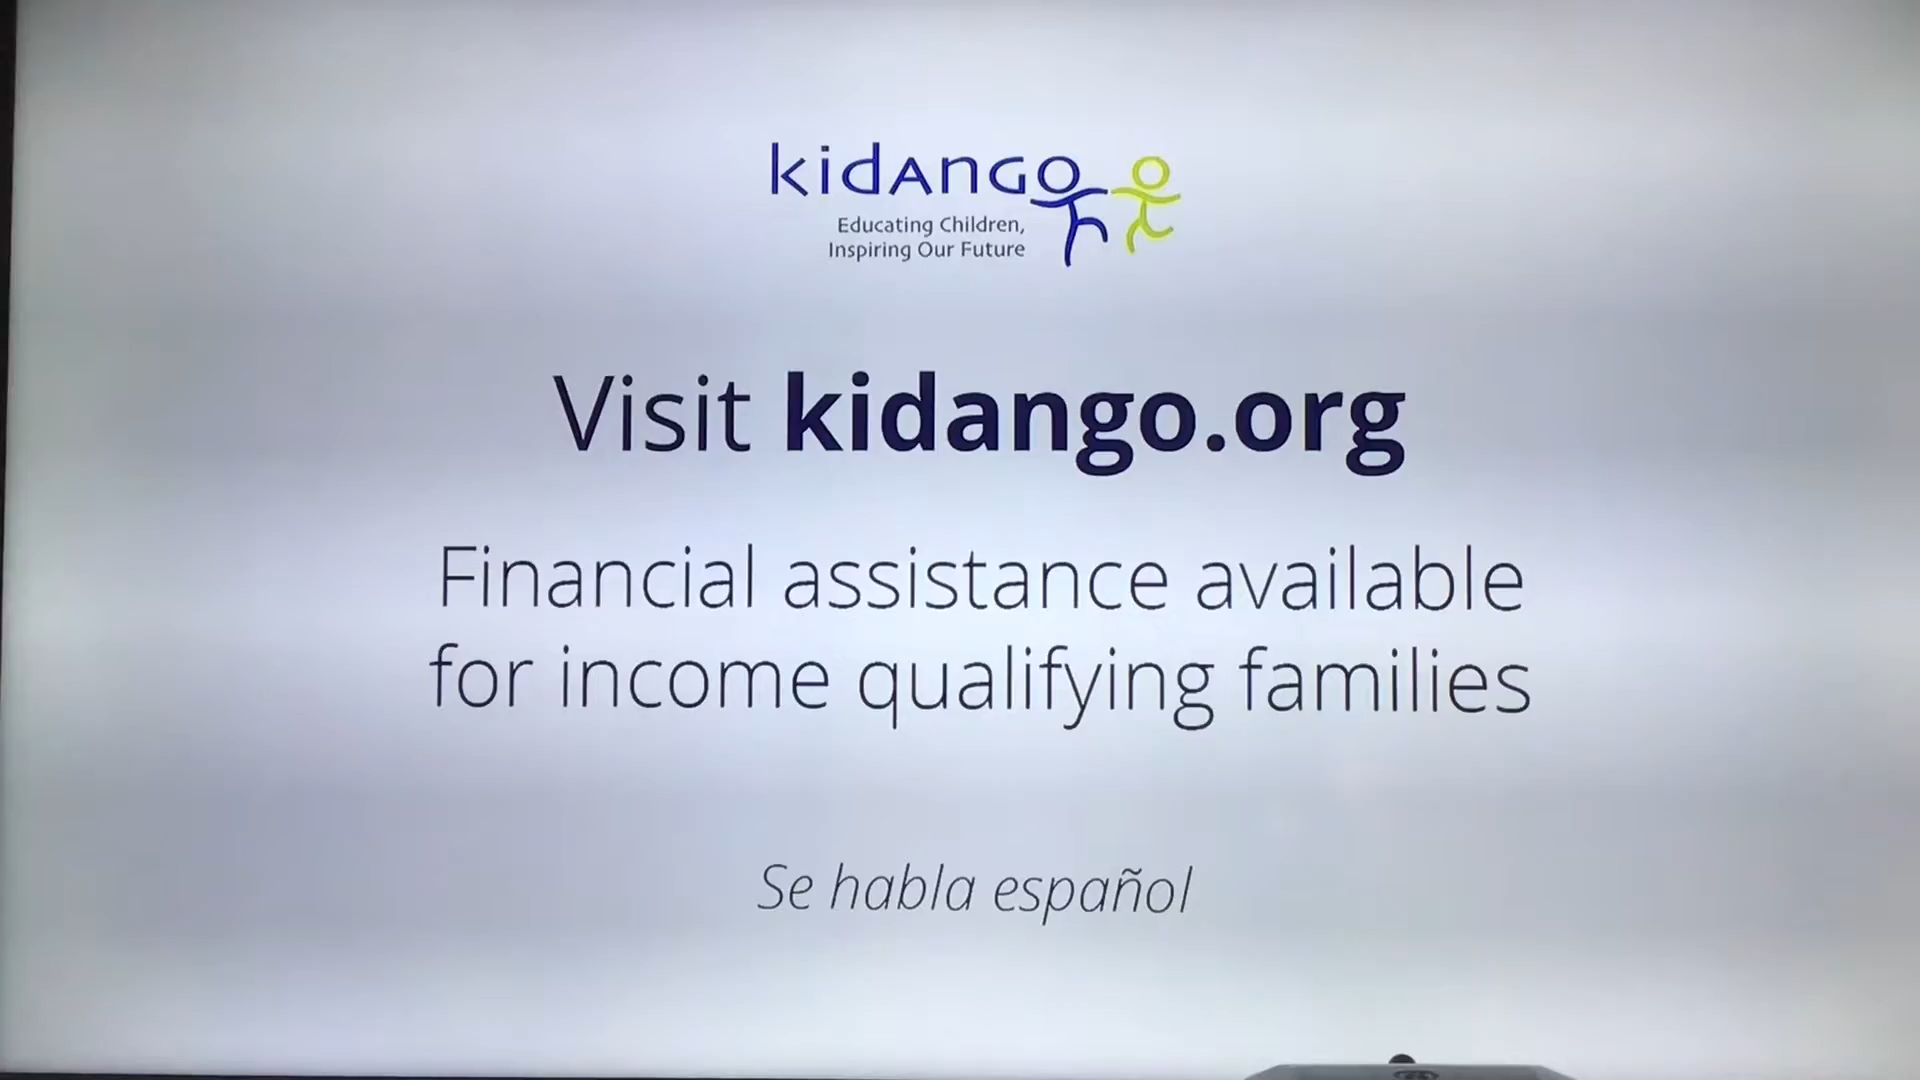 kidango
Educating Children,
Inspiring Our Future
Visit kidango.org
Financial assistance available
for income qualifying families
Se habla español